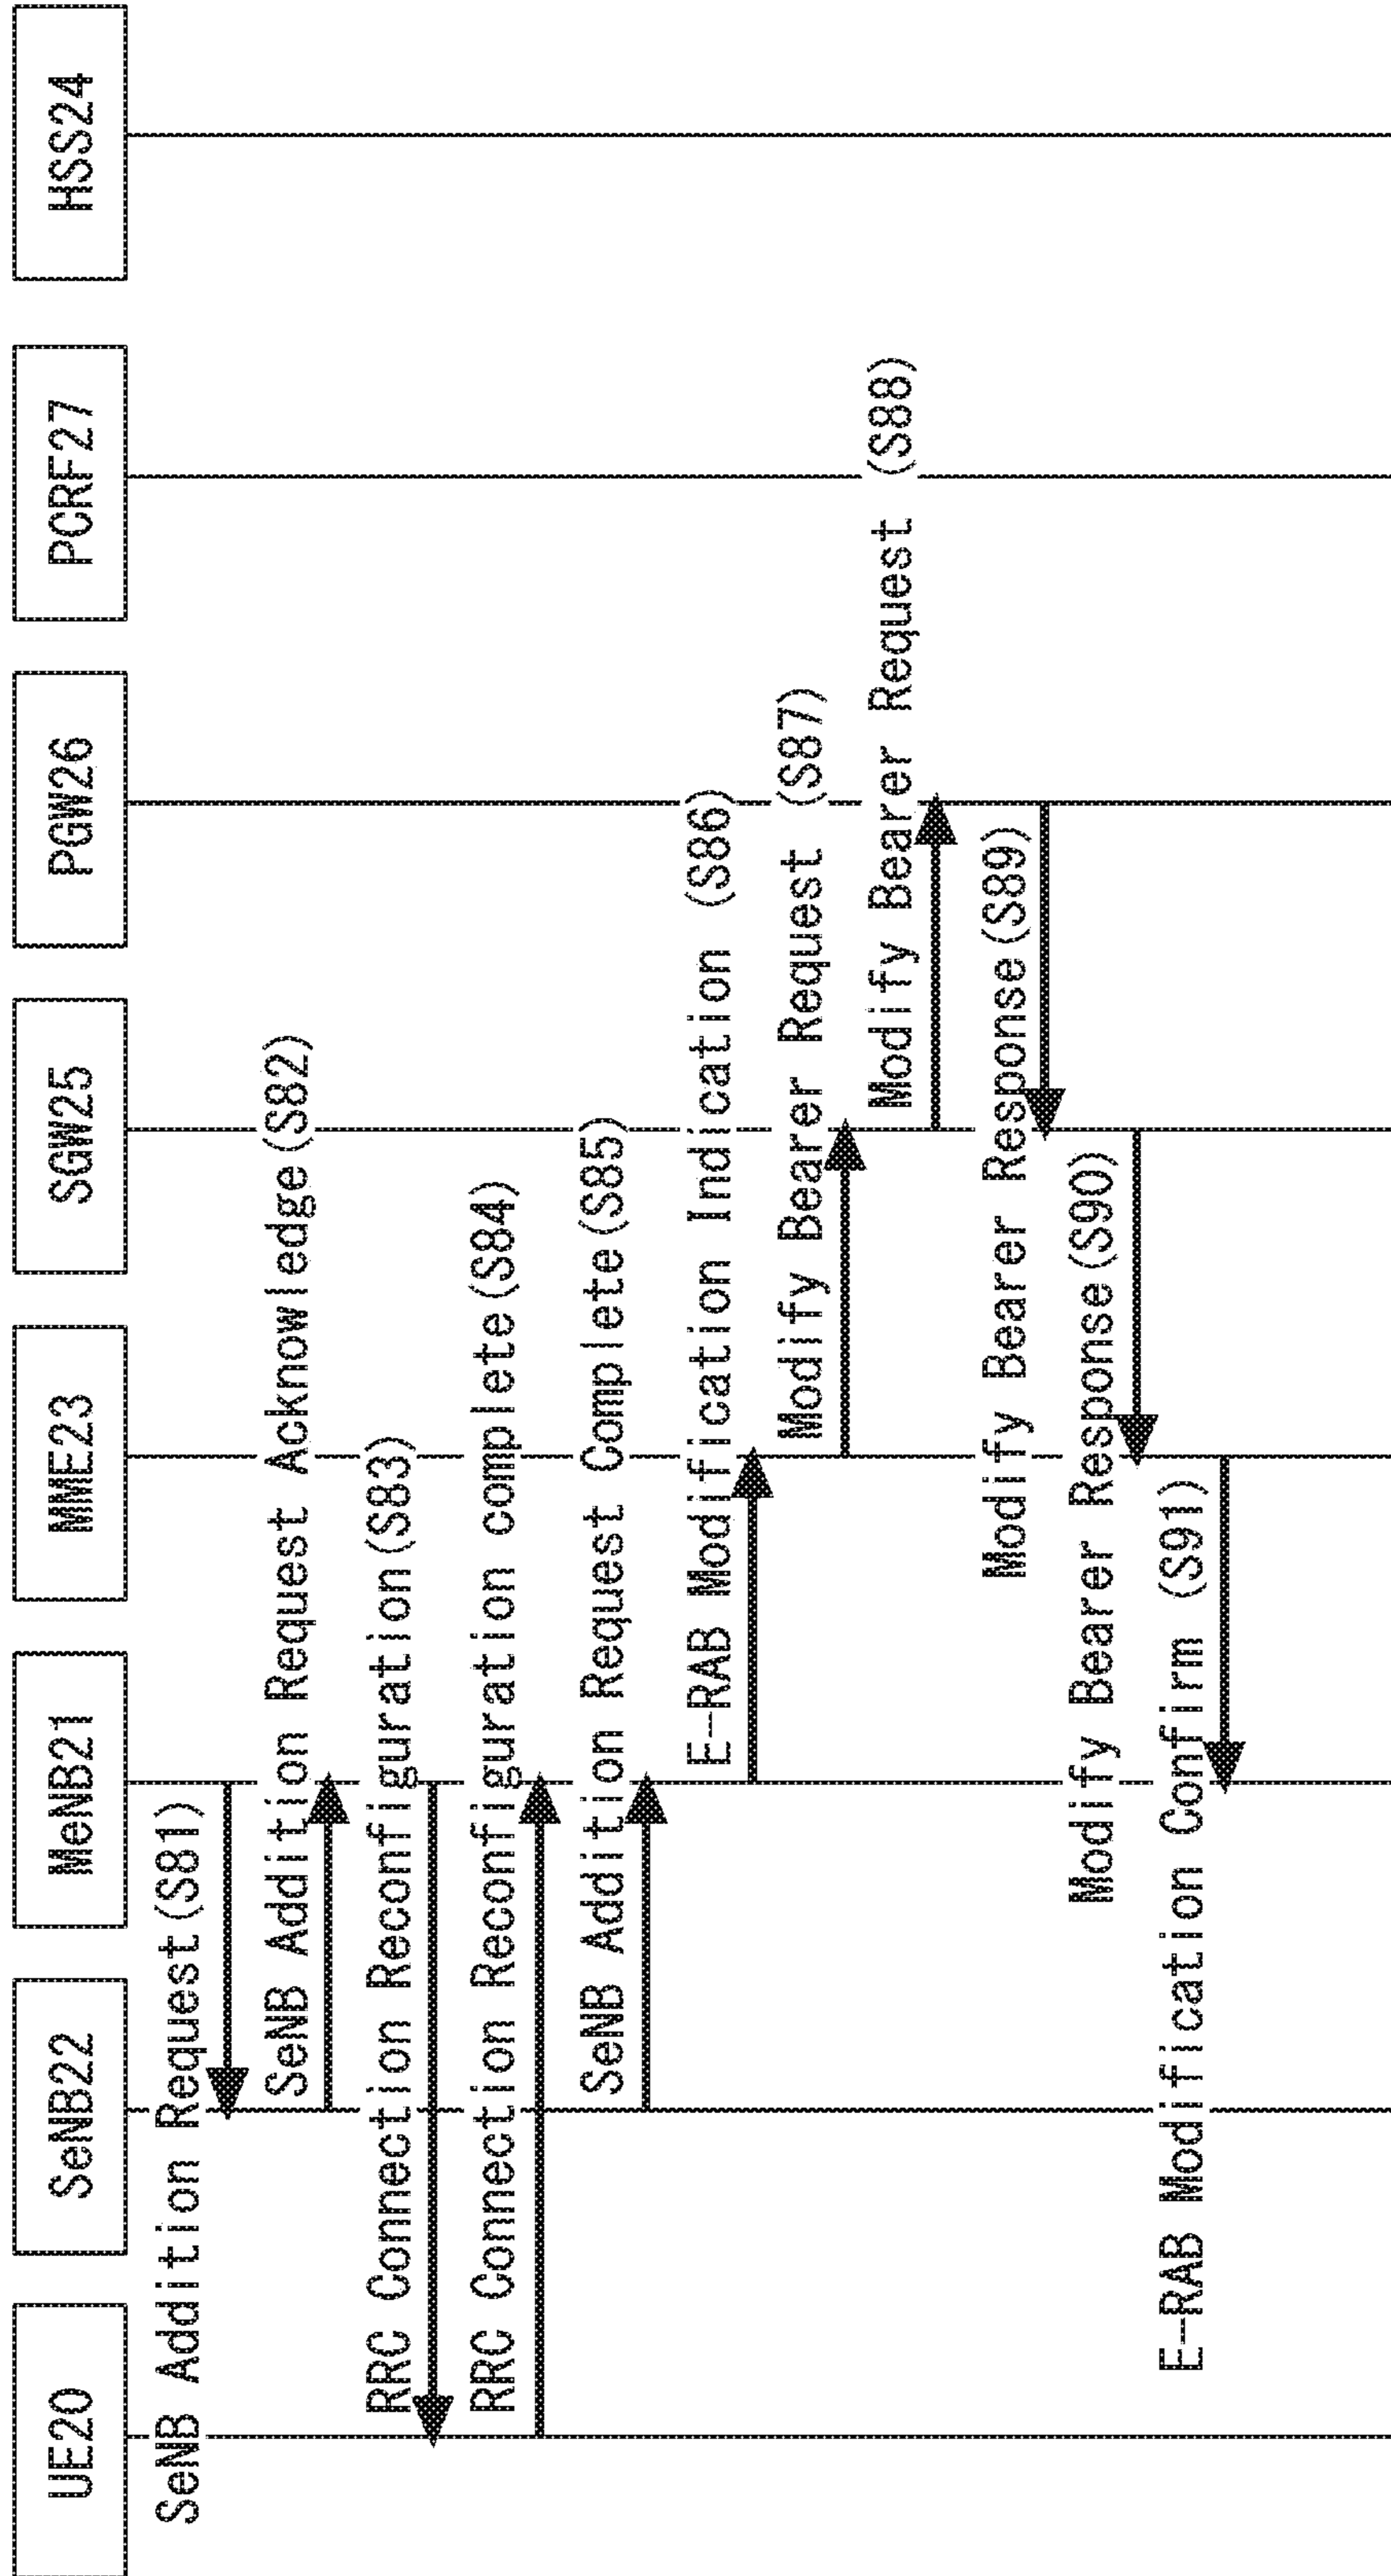 UE20
SeNB22
MeNB21
MME23
SGW25
PGW26
PCRF27
HSS24
SeNB Addition Request(S81)
SeNB Addition Request Acknowledge(S82)
RRC Connection Reconfiguration(S83)
RRC Connection Reconfiguration complete(S84)
SeNB Addition Request Complete(S85)
E-RAB Modification Indication (S86)
Modify Bearer Request (S87)
Modify Bearer Request (S88)
Modify Bearer Response(S89)
Modify Bearer Response(S90)
E-RAB Modification Confirm (S91)